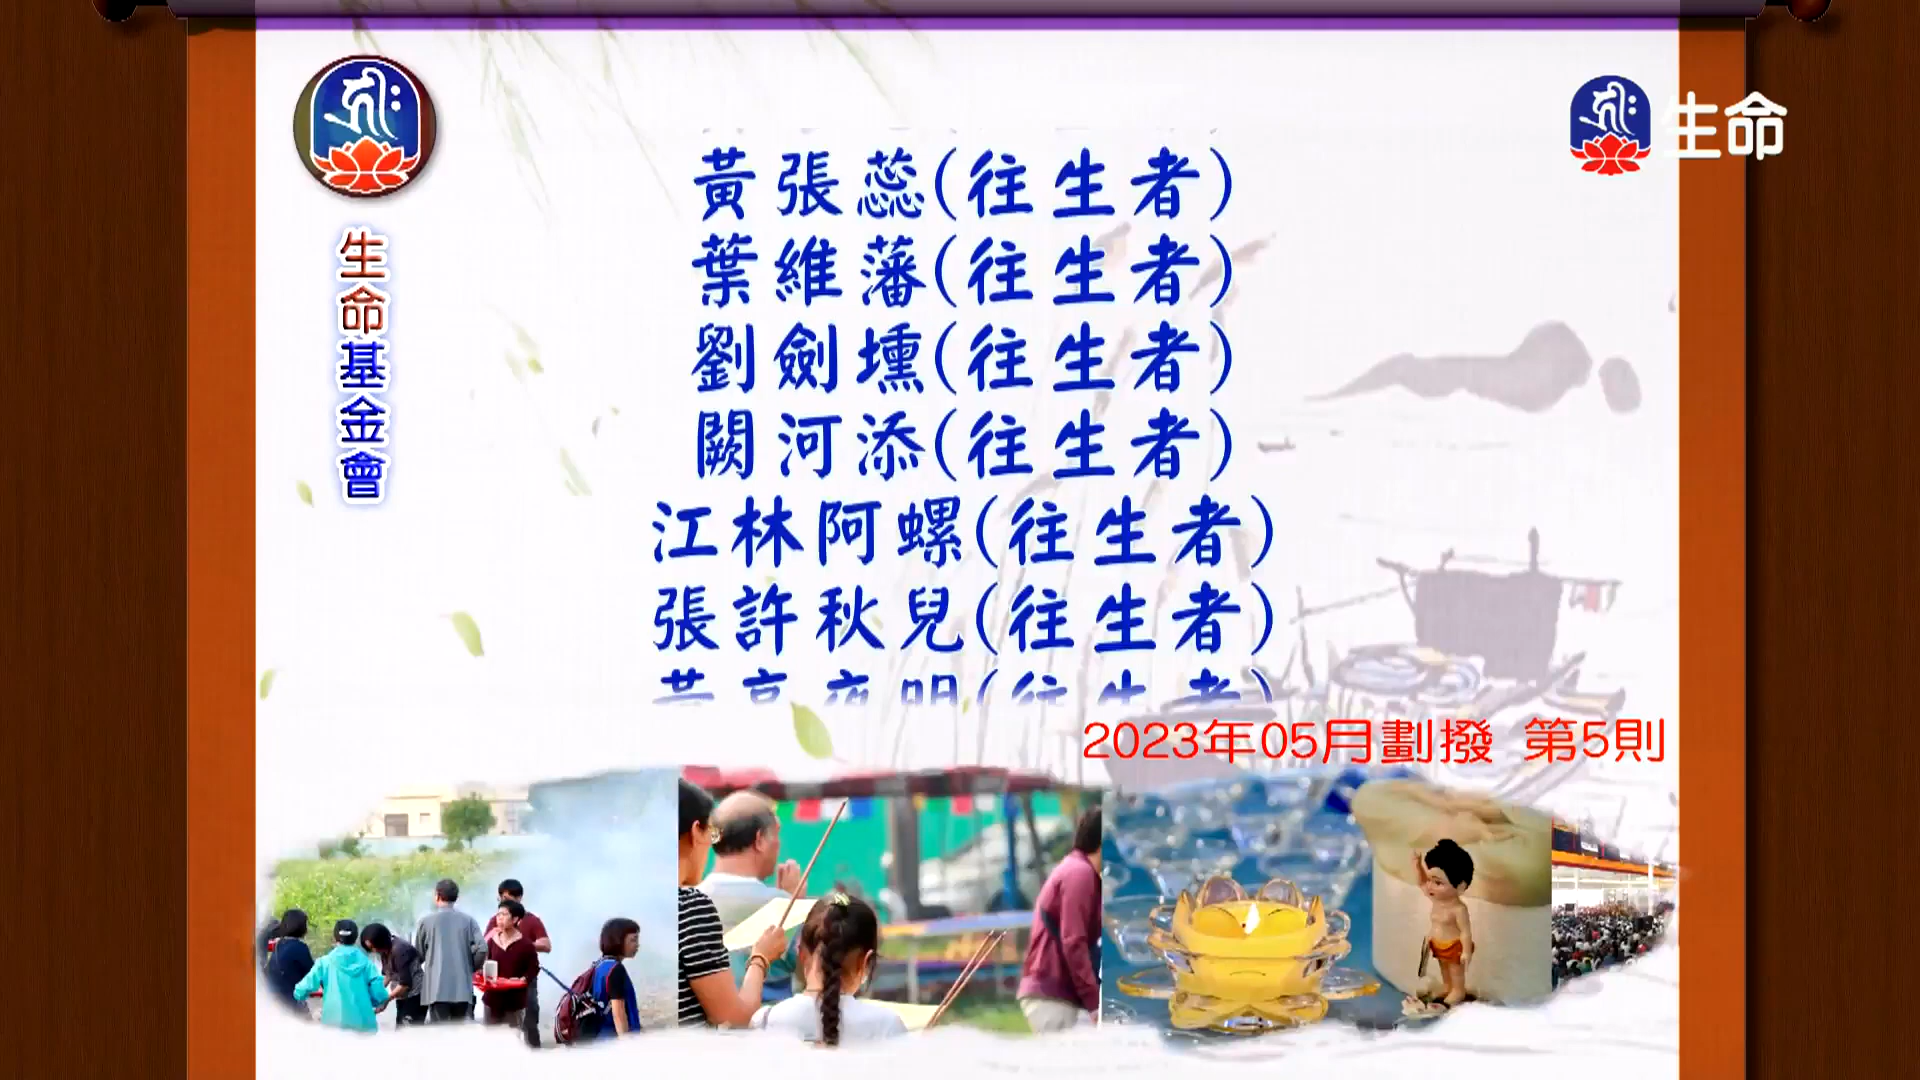 生命
生命基金會
黃張蕊(往生者)
葉維藩(往生者)
劉劍壎(往生者)
闕河添(往生者)
江林阿螺(往生者)
張許秋兒(往生者)
2023年05月劃撥 第5則